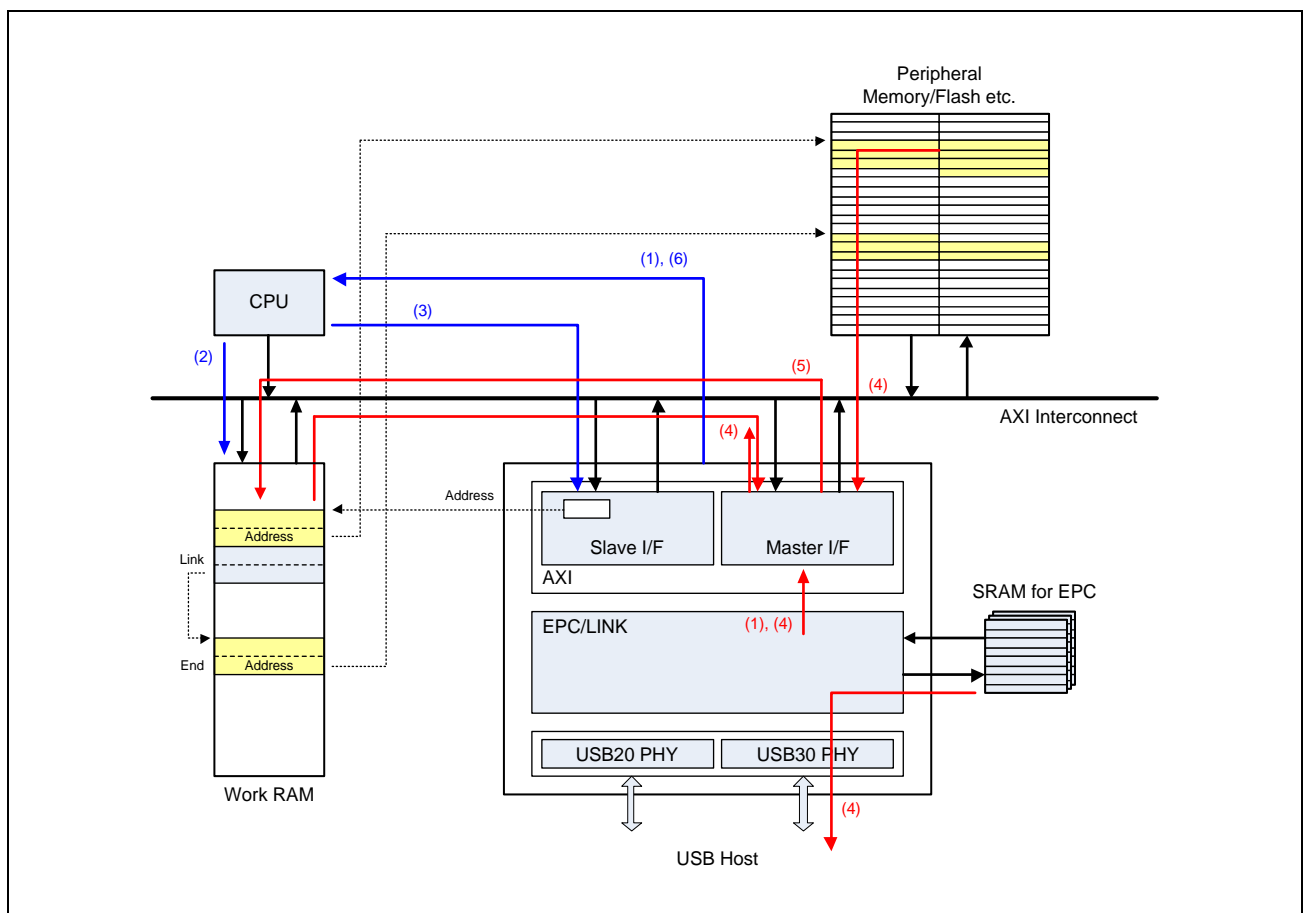 Peripheral
Memory/Flash etc.
(1), (6)
CPU
(3)
(2)
(5)
(4)
AXI Interconnect
(4)
Address
Address
Slave I/F
Master I/F
Link
AXI
SRAM for EPC
EPC/LINK
(1), (4)
End
Address
USB20 PHY
USB30 PHY
Work RAM
(4)
USB Host